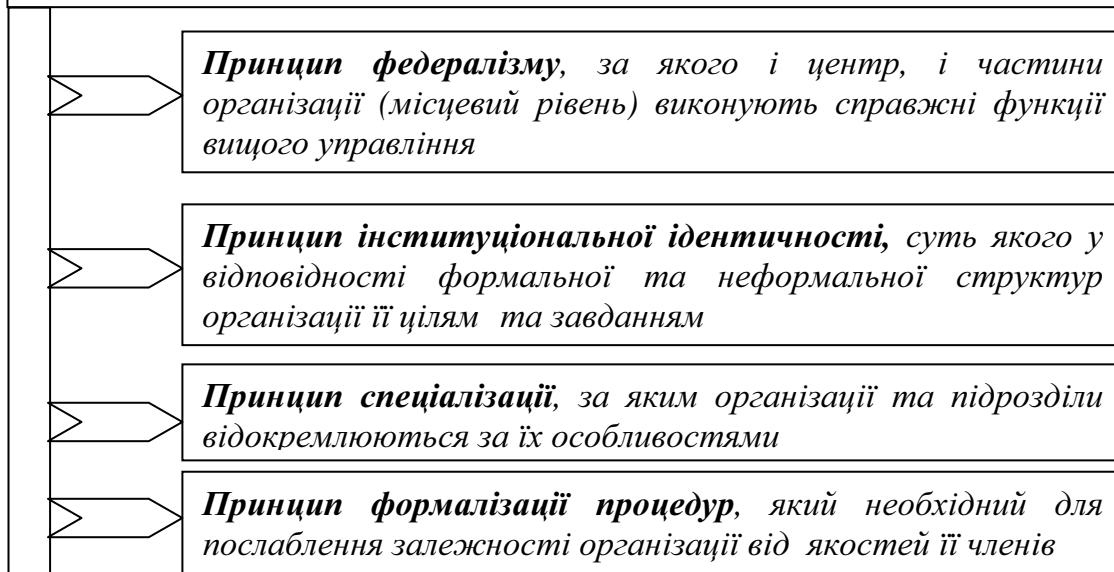 Принцип федералізму, за якого і центр, і частини
організації (місцевий рівень) виконують справжні функції
вищого управління
Принцип інституціональної ідентичності, суть якого у
відповідності формальної та неформальної структур
організації її цілям та завданням
Принцип спеціалізації, за яким організації та підрозділи
відокремлюються за їх особливостями
Принцип формалізації процедур, який необхідний для
послаблення залежності організації від якостей її членів